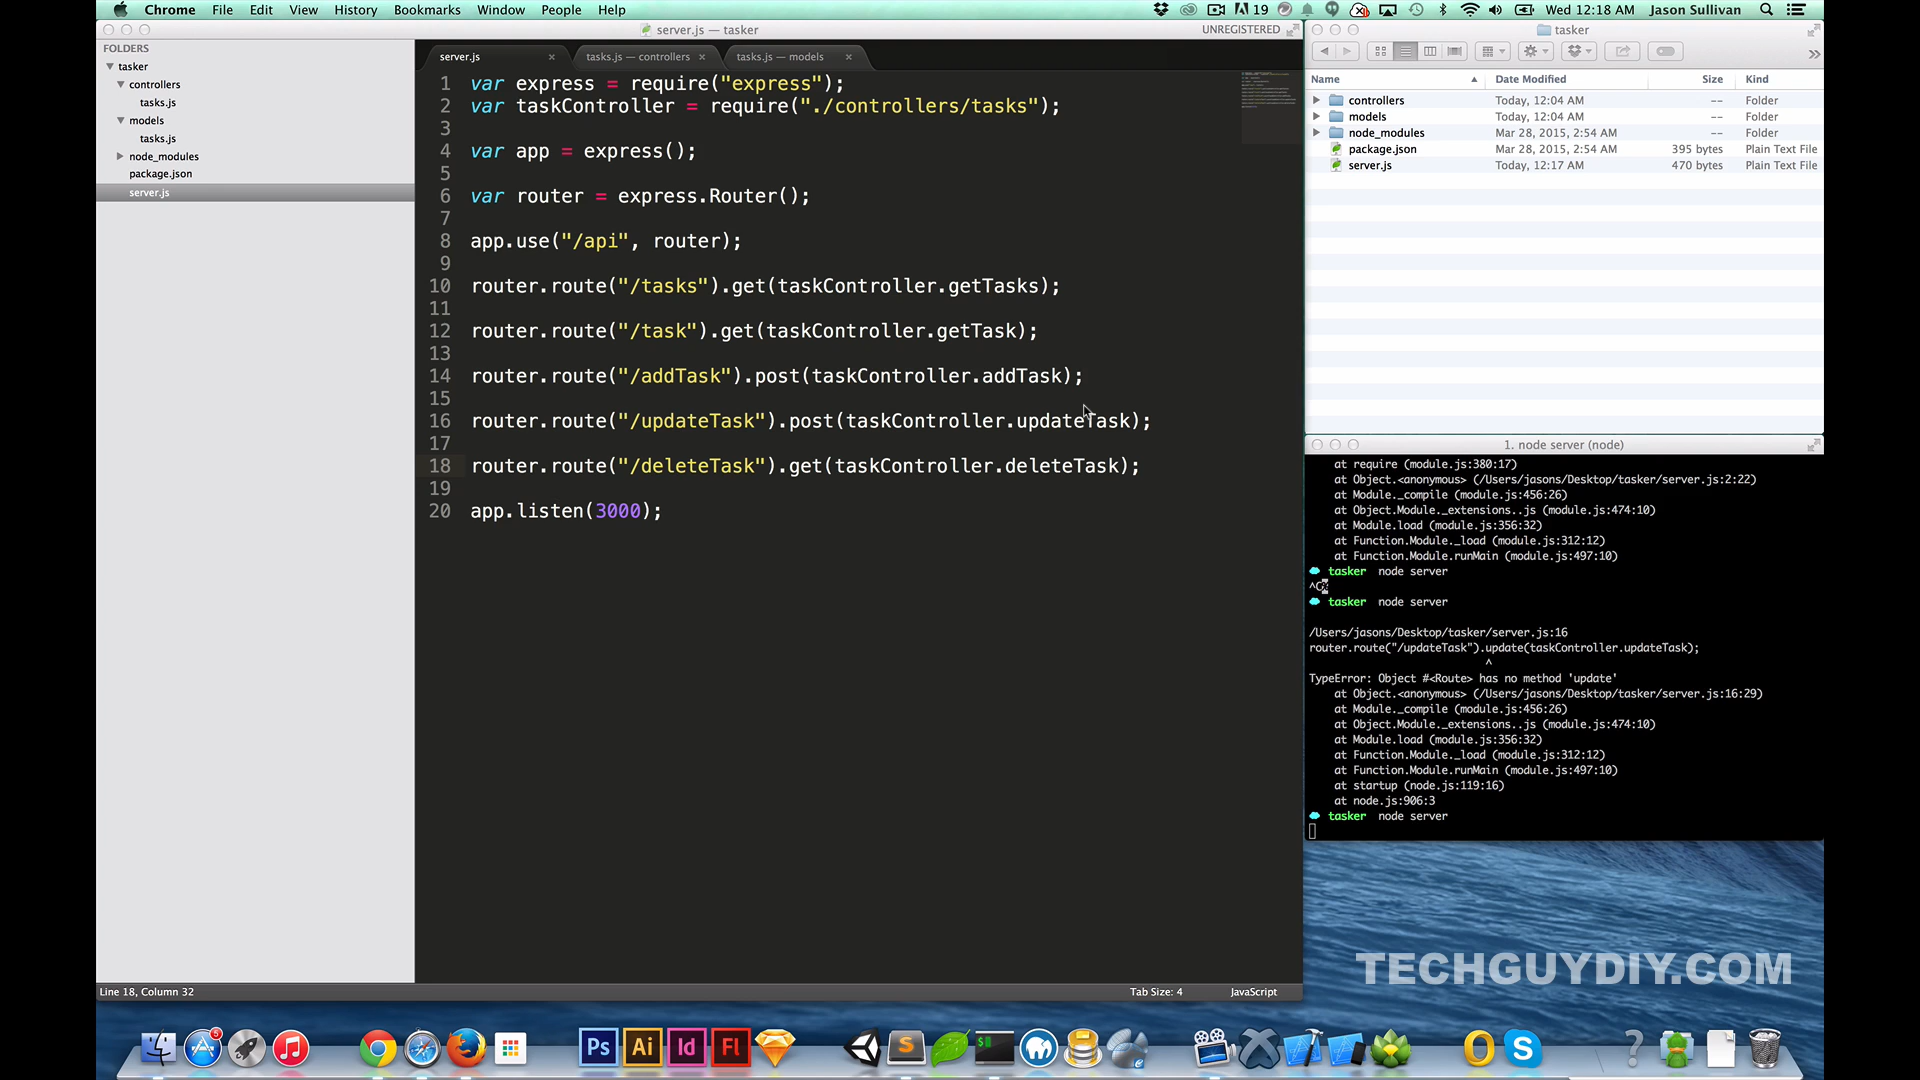 Chrome File Edit View History Bookmarks Window People Help 19 Wed 12:18 AM Jason Sullivan
server.js — tasker UNREGISTERED
FOLDERS
tasker
controllers
tasks.js
models
tasks.js
node_modules
package.json
server.js
server.js × tasks.js — controllers × tasks.js — models ×
1 var express = require("express");
2 var taskController = require("./controllers/tasks");
3
4 var app = express();
5
6 var router = express.Router();
7
8 app.use("/api", router);
9
10 router.route("/tasks").get(taskController.getTasks);
11
12 router.route("/task").get(taskController.getTask);
13
14 router.route("/addTask").post(taskController.addTask);
15
16 router.route("/updateTask").post(taskController.updateTask);
17
18 router.route("/deleteTask").get(taskController.deleteTask);
19
20 app.listen(3000);
Line 18, Column 32 Tab Size: 4 JavaScript
tasker
Name Date Modified Size Kind
controllers Today, 12:04 AM -- Folder
models Today, 12:04 AM -- Folder
node_modules Mar 28, 2015, 2:54 AM -- Folder
package.json Mar 28, 2015, 2:54 AM 395 bytes Plain Text File
server.js Today, 12:17 AM 470 bytes Plain Text File
1. node server (node)
at require (module.js:380:17)
at Object.<anonymous> (/Users/jasons/Desktop/tasker/server.js:2:22)
at Module._compile (module.js:456:26)
at Object.Module._extensions..js (module.js:474:10)
at Module.load (module.js:356:32)
at Function.Module._load (module.js:312:12)
at Function.Module.runMain (module.js:497:10)
tasker node server
^C
tasker node server
/Users/jasons/Desktop/tasker/server.js:16
router.route("/updateTask").update(taskController.updateTask);
^
TypeError: Object #<Route> has no method 'update'
at Object.<anonymous> (/Users/jasons/Desktop/tasker/server.js:16:29)
at Module._compile (module.js:456:26)
at Object.Module._extensions..js (module.js:474:10)
at Module.load (module.js:356:32)
at Function.Module._load (module.js:312:12)
at Function.Module.runMain (module.js:497:10)
at startup (node.js:119:16)
at node.js:906:3
tasker node server
TECHGUYDIY.COM
5 Ps Ai Id Fl S $ O S ?